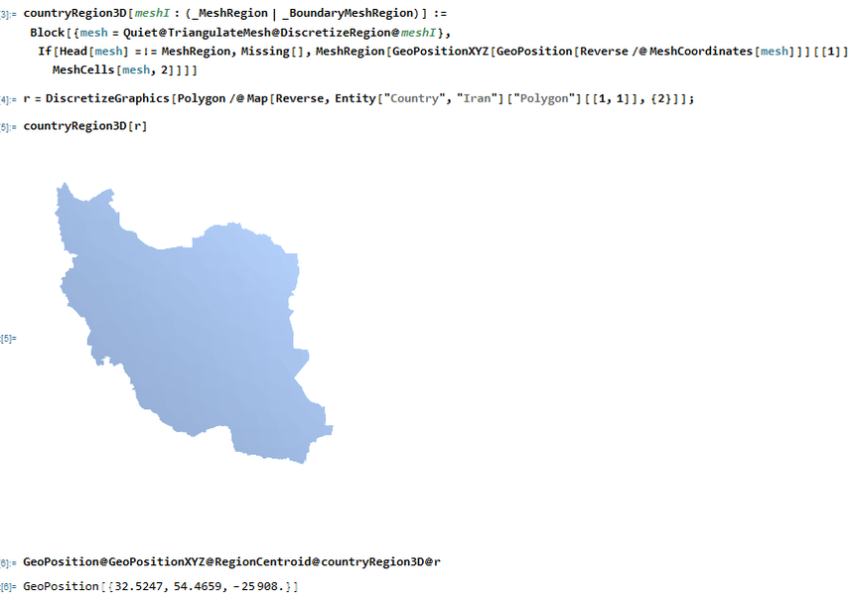 [3]:= countryRegion3D[meshI : (_MeshRegion | _BoundaryMeshRegion)] :=
Block[{mesh = Quiet@TriangulateMesh@DiscretizeRegion@meshI},
If[Head[mesh] =!= MeshRegion, Missing[], MeshRegion[GeoPositionXYZ[GeoPosition[Reverse /@ MeshCoordinates[mesh]]][[1]]
MeshCells[mesh, 2]]]]
[4]:= r = DiscretizeGraphics[Polygon /@ Map[Reverse, Entity["Country", "Iran"]["Polygon"][[1, 1]], {2}]];
[5]:= countryRegion3D[r]
[5]=
[6]:= GeoPosition@GeoPositionXYZ@RegionCentroid@countryRegion3D@r
[6]= GeoPosition[{32.5247, 54.4659, -25908.}]